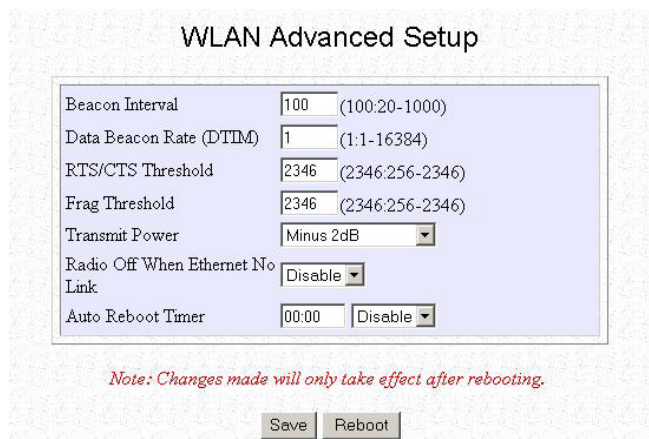 WLAN Advanced Setup
Beacon Interval 100 (100:20-1000)
Data Beacon Rate (DTIM) 1 (1:1-16384)
RTS/CTS Threshold 2346 (2346:256-2346)
Frag Threshold 2346 (2346:256-2346)
Transmit Power Minus 2dB
Radio Off When Ethernet No
Link Disable
Auto Reboot Timer 00:00 Disable
Note: Changes made will only take effect after rebooting.
Save Reboot